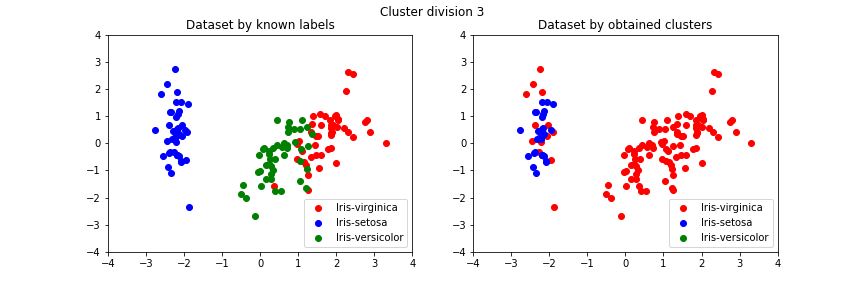 Cluster division 3
Dataset by known labels
4
3
2
1
0
−1
−2
−3
−4
−4 −3 −2 −1 0 1 2 3 4
Iris-virginica
Iris-setosa
Iris-versicolor
Dataset by obtained clusters
4
3
2
1
0
−1
−2
−3
−4
−4 −3 −2 −1 0 1 2 3 4
Iris-virginica
Iris-setosa
Iris-versicolor